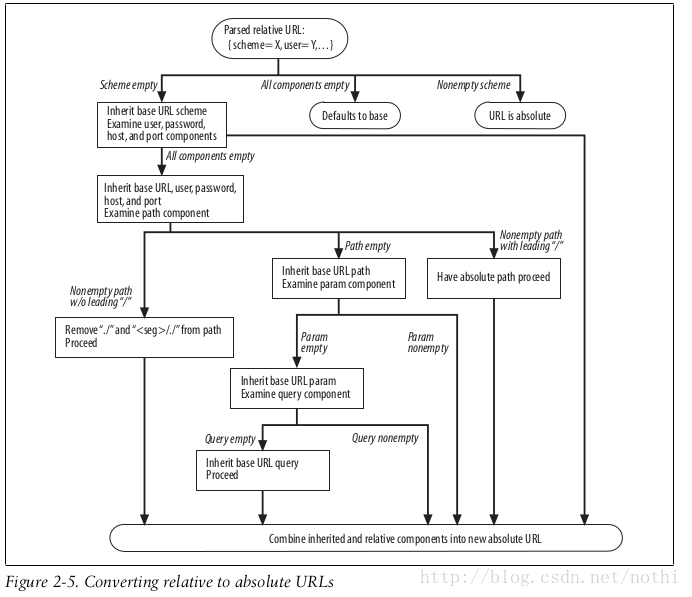 Parsed relative URL:
{scheme=X, user=Y,...}
Scheme empty
All components empty
Nonempty scheme
Inherit base URL scheme
Examine user, password,
host, and port components
Defaults to base
URL is absolute
All components empty
Inherit base URL, user, password,
host, and port
Examine path component
Nonempty path
w/o leading “/”
Path empty
Nonempty path
with leading “/”
Inherit base URL path
Examine param component
Have absolute path proceed
Remove “./” and “<seg>/./” from path
Proceed
Param
empty
Param
nonempty
Inherit base URL param
Examine query component
Query empty
Query nonempty
Inherit base URL query
Proceed
Combine inherited and relative components into new absolute URL
Figure 2-5. Converting relative to absolute URLs
http://blog.csdn.net/nothi